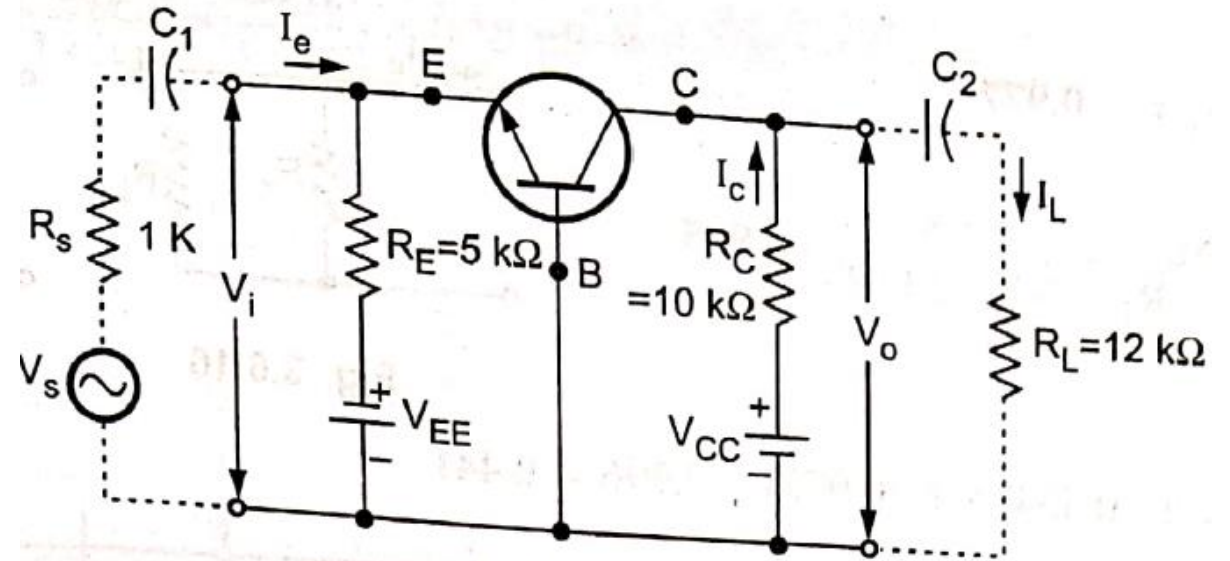 C1
Ie
E
C
C2
Rs
1 K
Vi
RE=5 kΩ
B
Ic
RC
=10 kΩ
Vo
IL
RL=12 kΩ
Vs
+
VEE
−
+
VCC
−